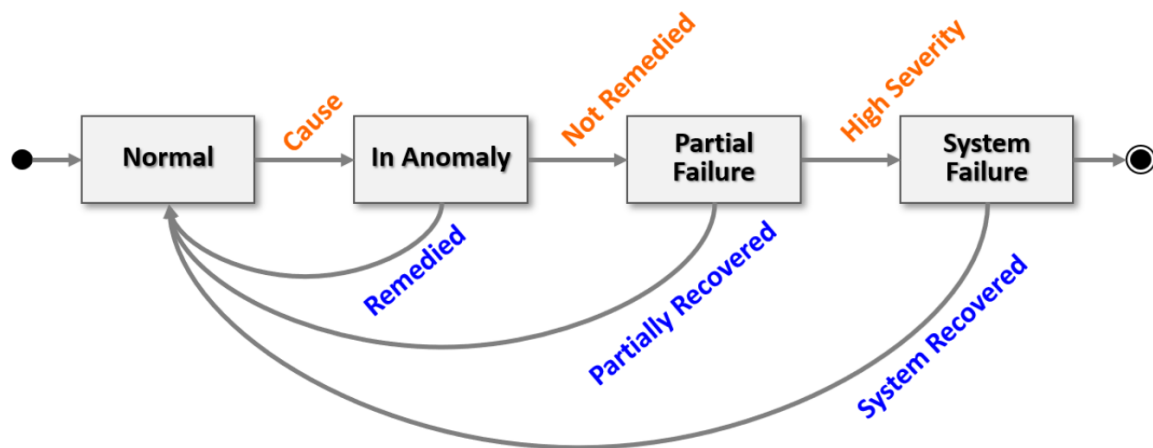 Cause
Not Remedied
High Severity
Normal
In Anomaly
Partial
Failure
System
Failure
Remedied
Partially Recovered
System Recovered